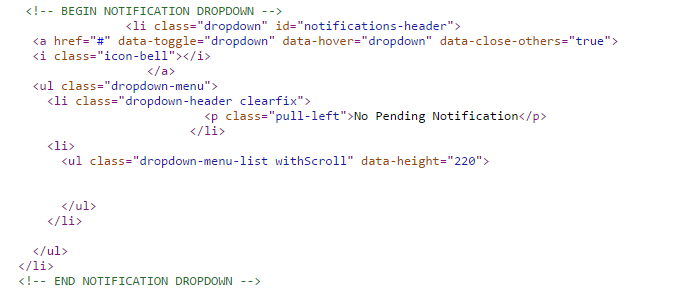 <!-- BEGIN NOTIFICATION DROPDOWN -->
<li class="dropdown" id="notifications-header">
<a href="#" data-toggle="dropdown" data-hover="dropdown" data-close-others="true">
<i class="icon-bell"></i>
</a>
<ul class="dropdown-menu">
<li class="dropdown-header clearfix">
<p class="pull-left">No Pending Notification</p>
</li>
<li>
<ul class="dropdown-menu-list withScroll" data-height="220">
</ul>
</li>
</ul>
</li>
<!-- END NOTIFICATION DROPDOWN -->